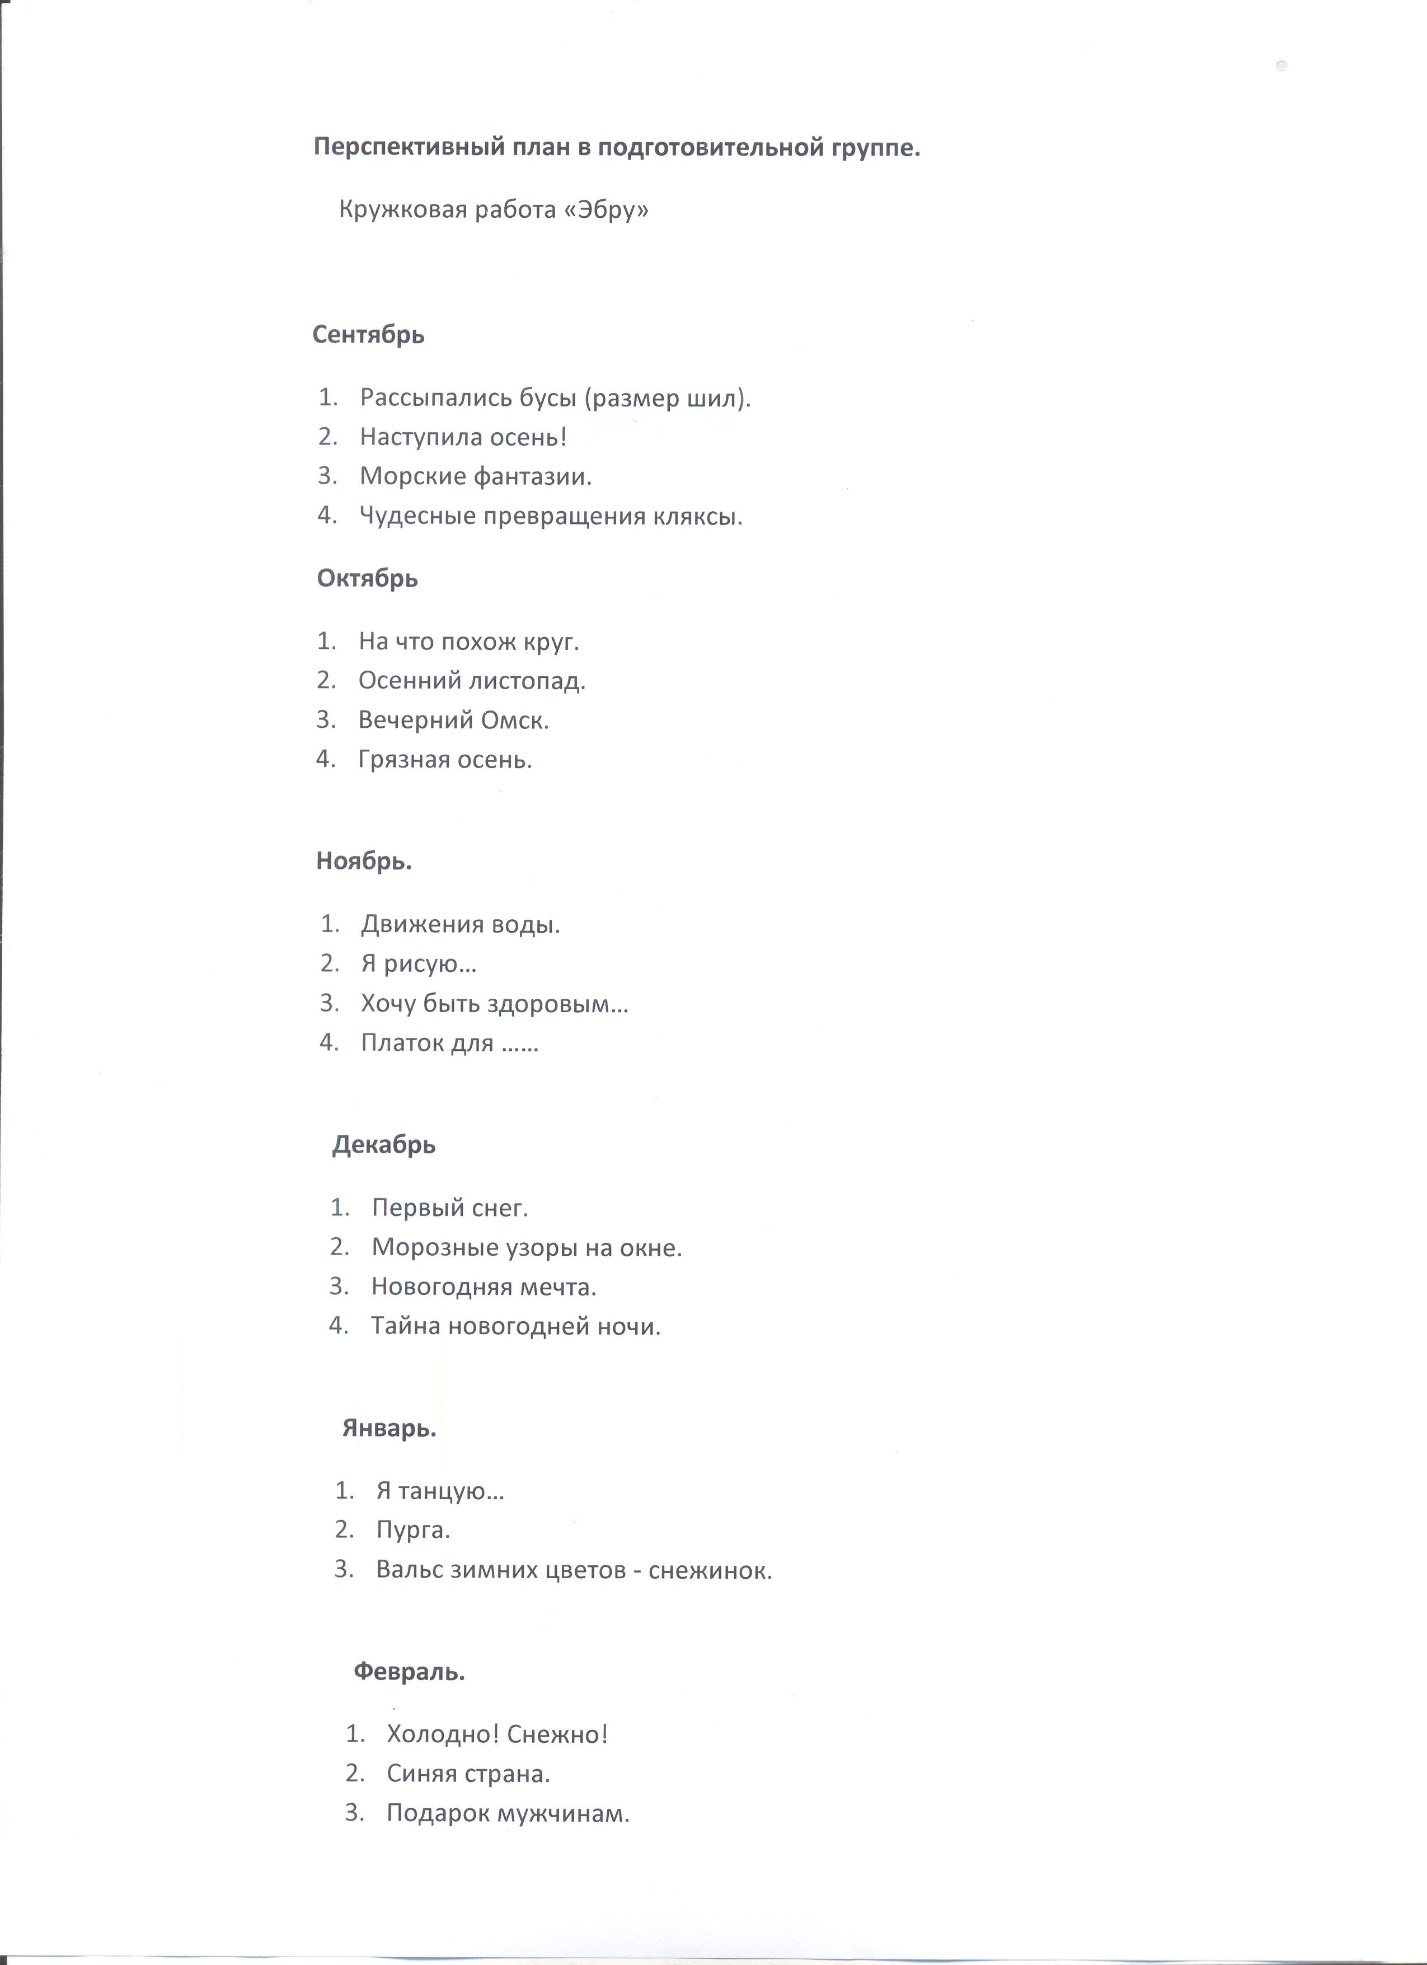 Перспективный план в подготовительной группе.
Кружковая работа «Эбру»
Сентябрь
1. Рассыпались бусы (размер шил).
2. Наступила осень!
3. Морские фантазии.
4. Чудесные превращения кляксы.
Октябрь
1. На что похож круг.
2. Осенний листопад.
3. Вечерний Омск.
4. Грязная осень.
Ноябрь.
1. Движения воды.
2. Я рисую...
3. Хочу быть здоровым...
4. Платок для ......
Декабрь
1. Первый снег.
2. Морозные узоры на окне.
3. Новогодняя мечта.
4. Тайна новогодней ночи.
Январь.
1. Я танцую...
2. Пурга.
3. Вальс зимних цветов - снежинок.
Февраль.
1. Холодно! Снежно!
2. Синяя страна.
3. Подарок мужчинам.